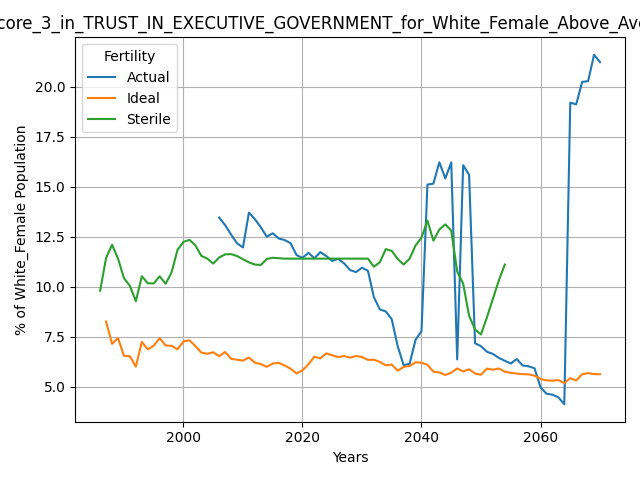 core_3_in_TRUST_IN_EXECUTIVE_GOVERNMENT_for_White_Female_Above_Ave
Fertility
Actual
Ideal
Sterile
% of White_Female Population
20.0
17.5
15.0
12.5
10.0
7.5
5.0
2000
2020
2040
2060
Years